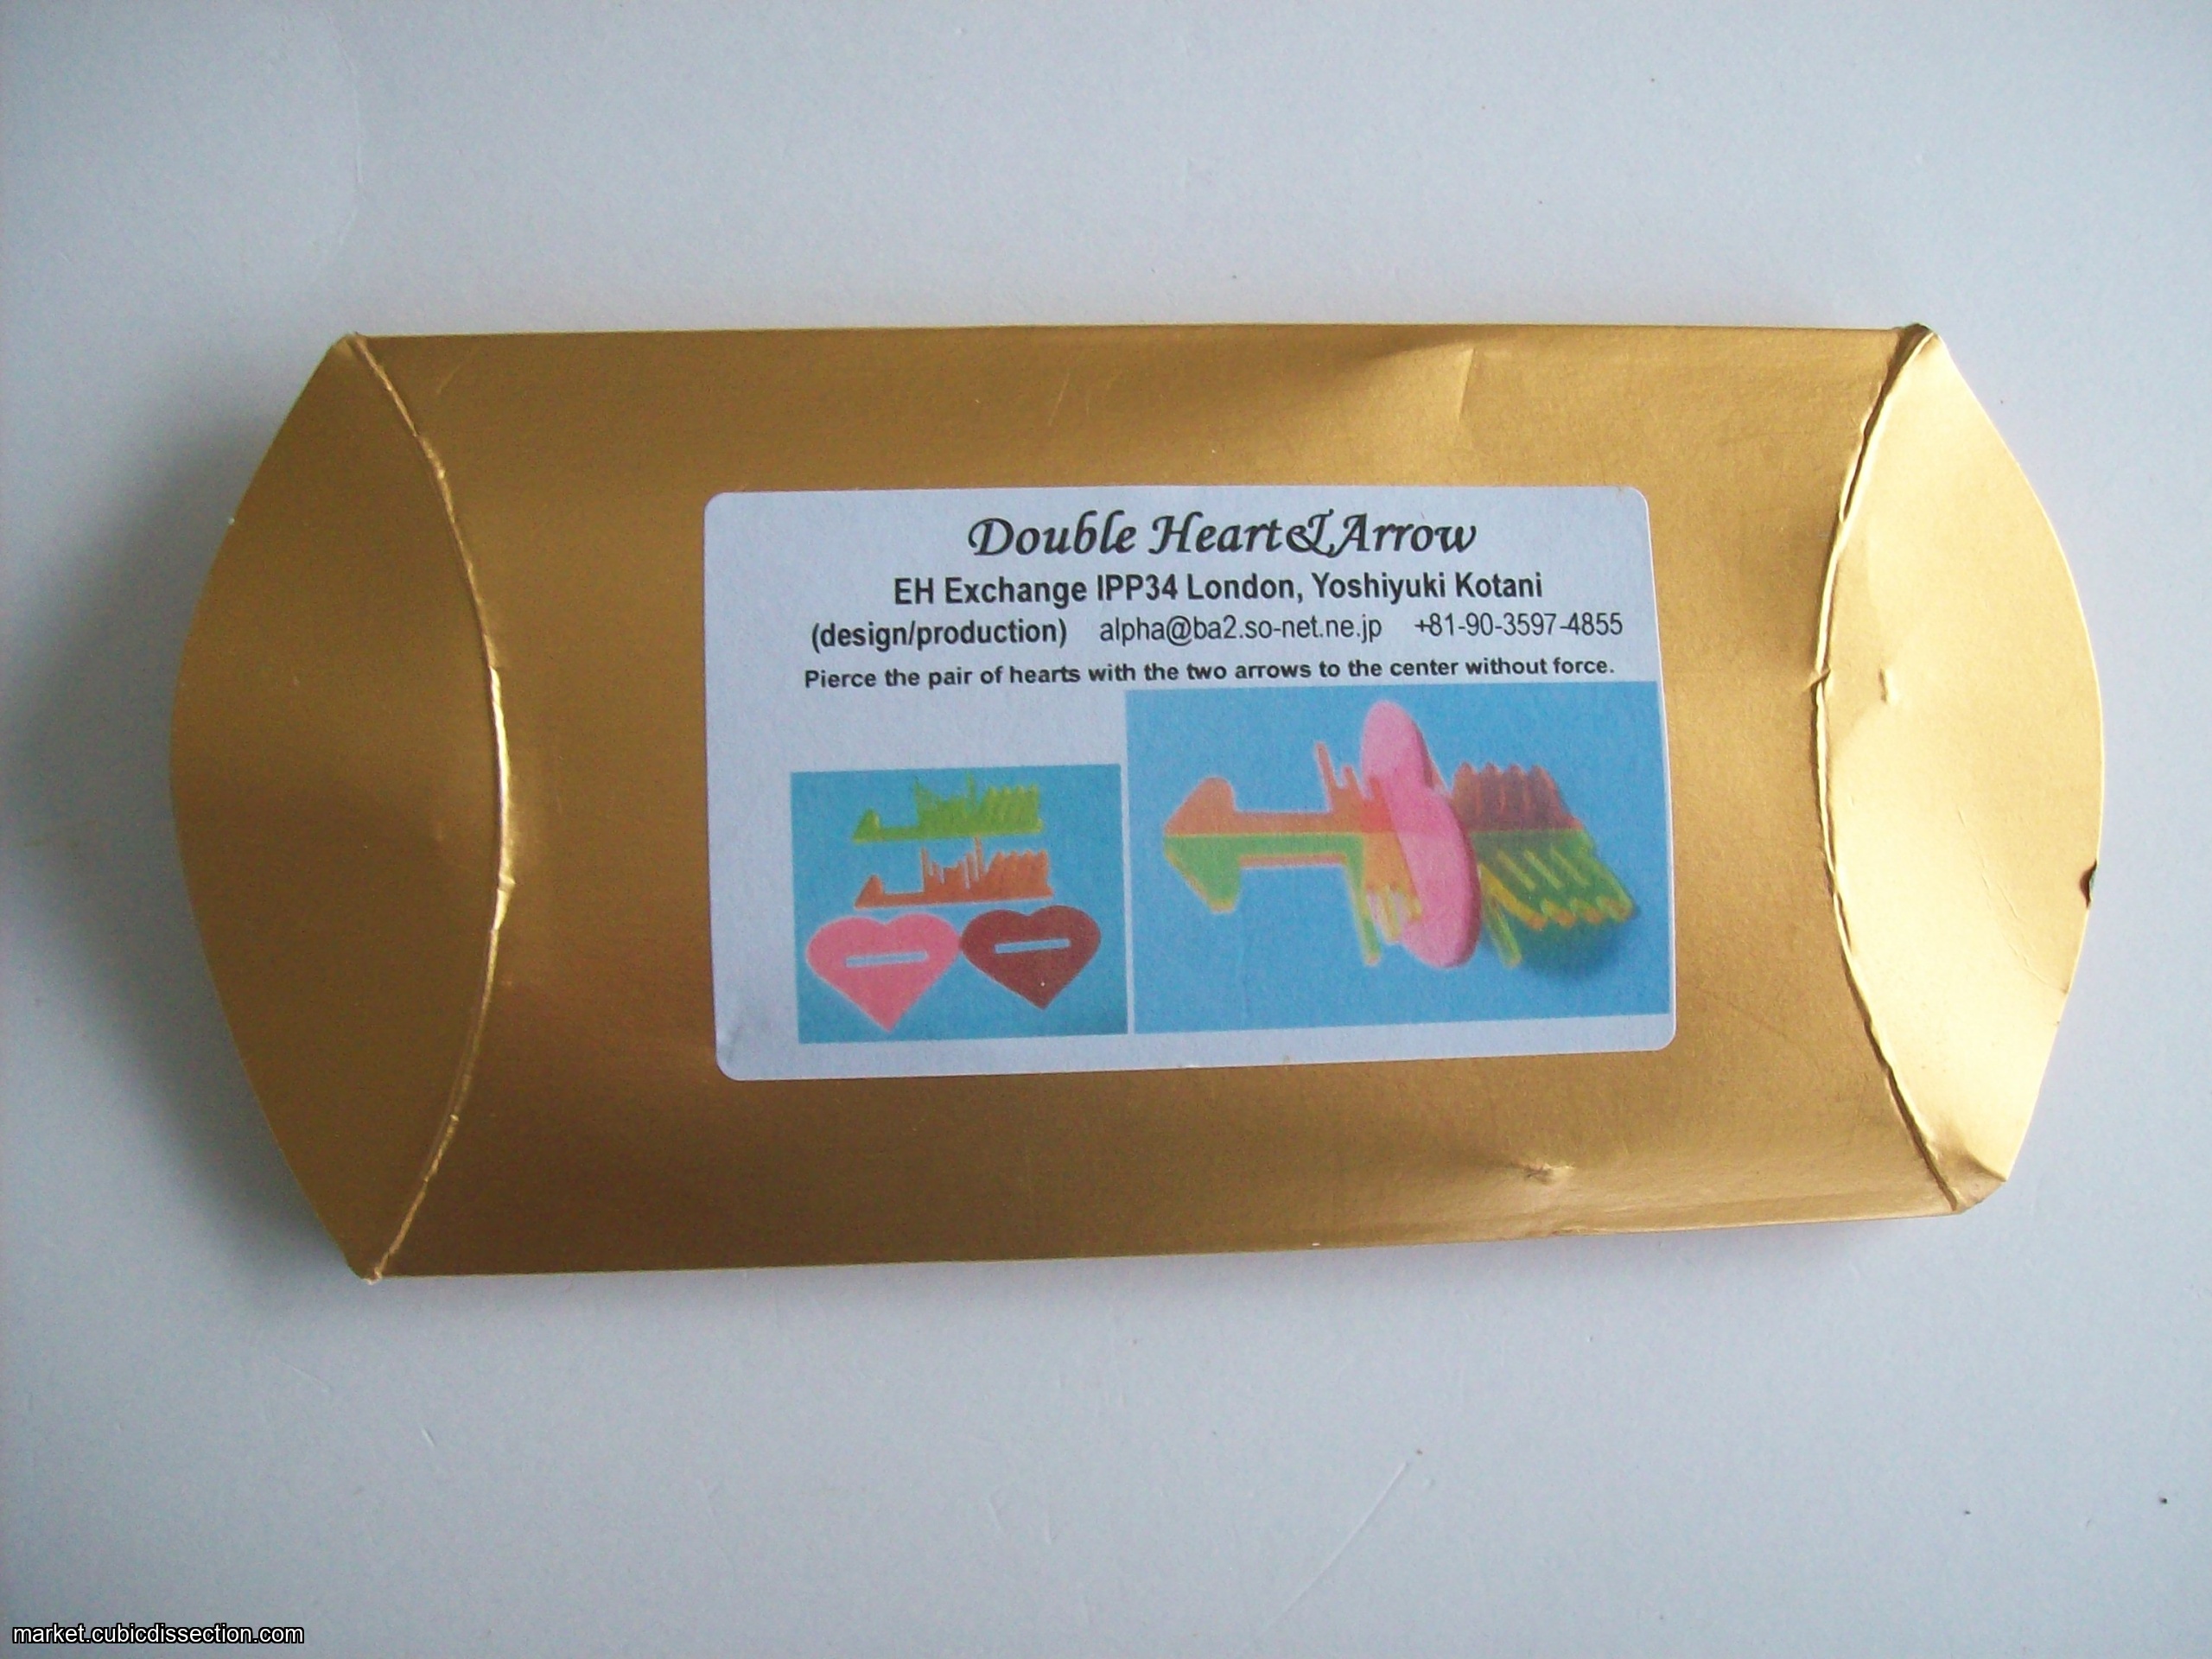 Double Heart&Arrow
EH Exchange IPP34 London, Yoshiyuki Kotani
(design/production) alpha@ba2.so-net.ne.jp +81-90-3597-4855
Pierce the pair of hearts with the two arrows to the center without force.
market.cubicdissection.com